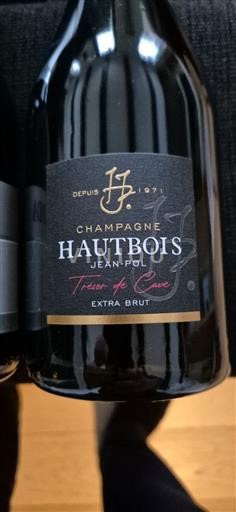 DEPUIS 1971
CHAMPAGNE
HAUTBOIS
JEAN-POL
Trésor de Cave
EXTRA BRUT